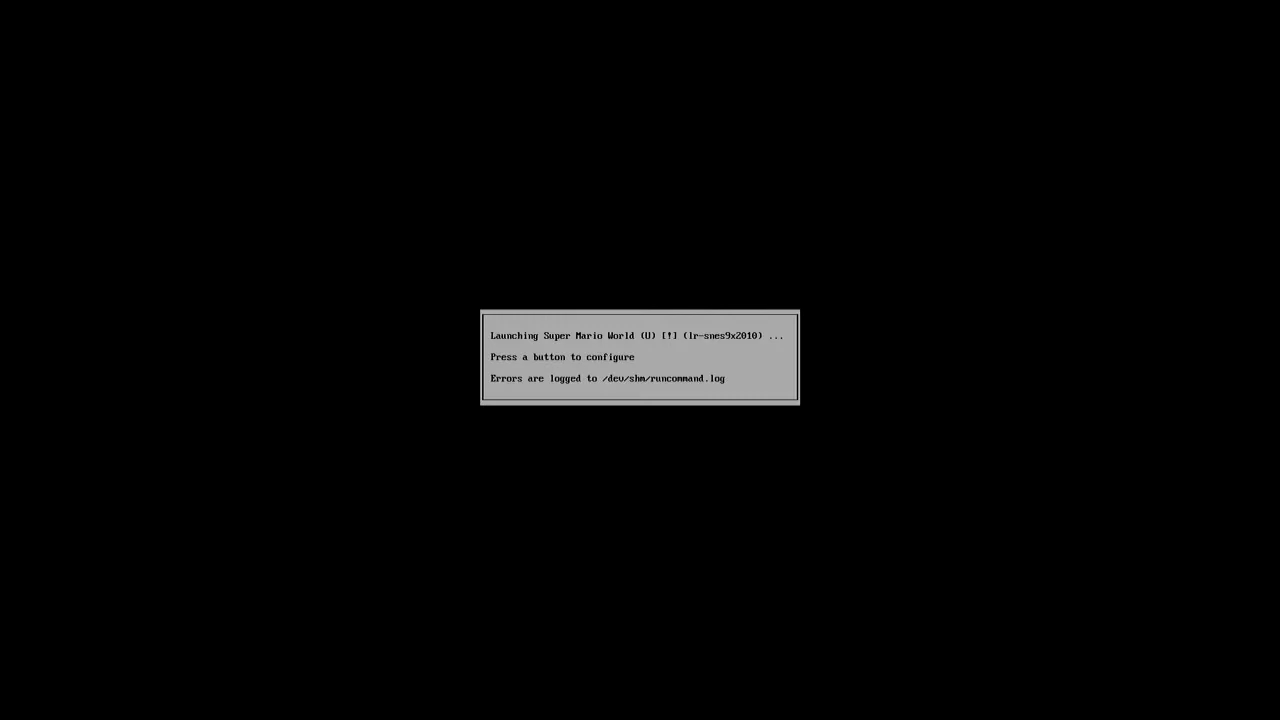 Launching Super Mario World (U) [!] (lr-snes9x2010) ...
Press a button to configure
Errors are logged to /dev/shm/runcommand.log